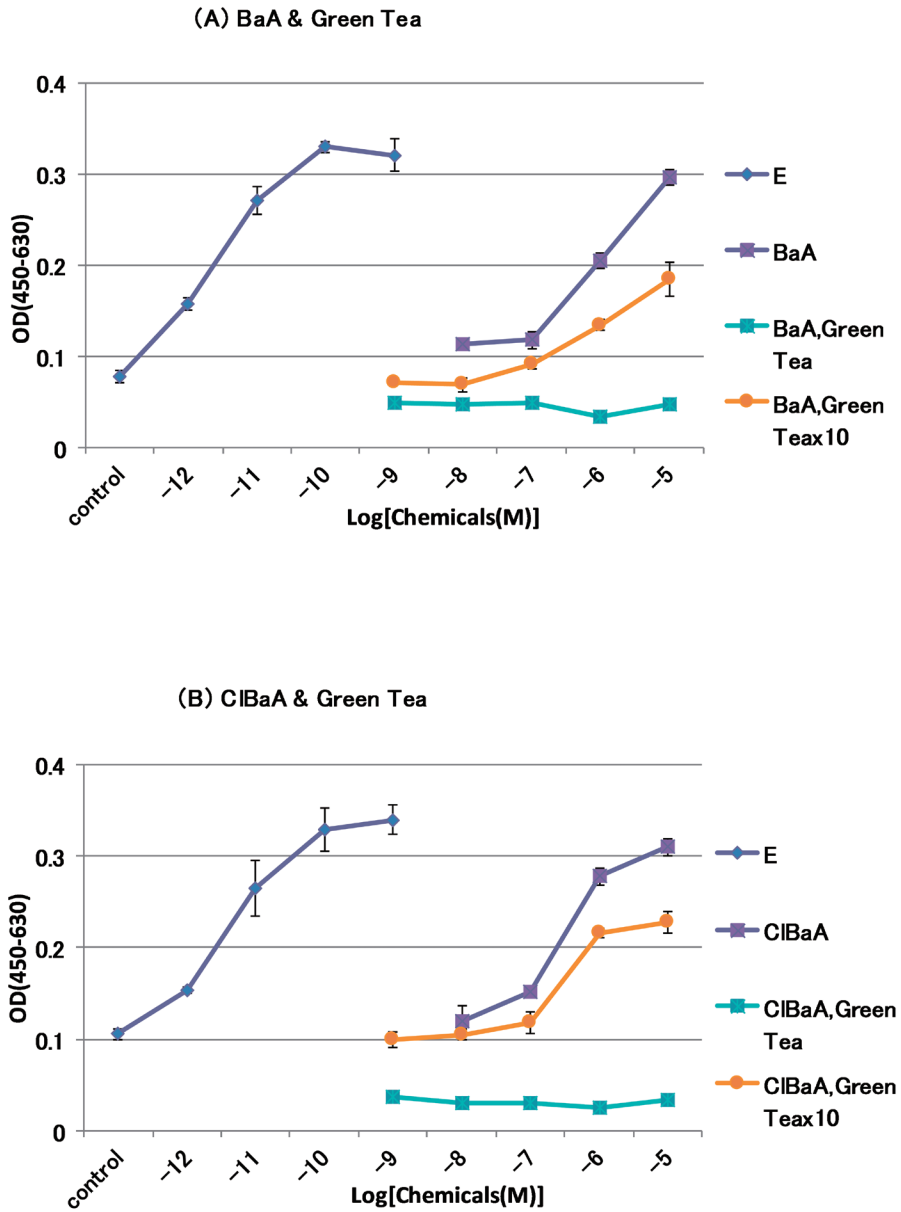 (A) BaA & Green Tea
0.4
0.3
0.2
0.1
0
OD(450-630)
control
−12
−11
−10
−9
−8
−7
−6
−5
Log[Chemicals(M)]
E
BaA
BaA,Green
Tea
BaA,Green
Teax10
(B) ClBaA & Green Tea
0.4
0.3
0.2
0.1
0
OD(450-630)
control
−12
−11
−10
−9
−8
−7
−6
−5
Log[Chemicals(M)]
E
ClBaA
ClBaA,Green
Tea
ClBaA,Green
Teax10